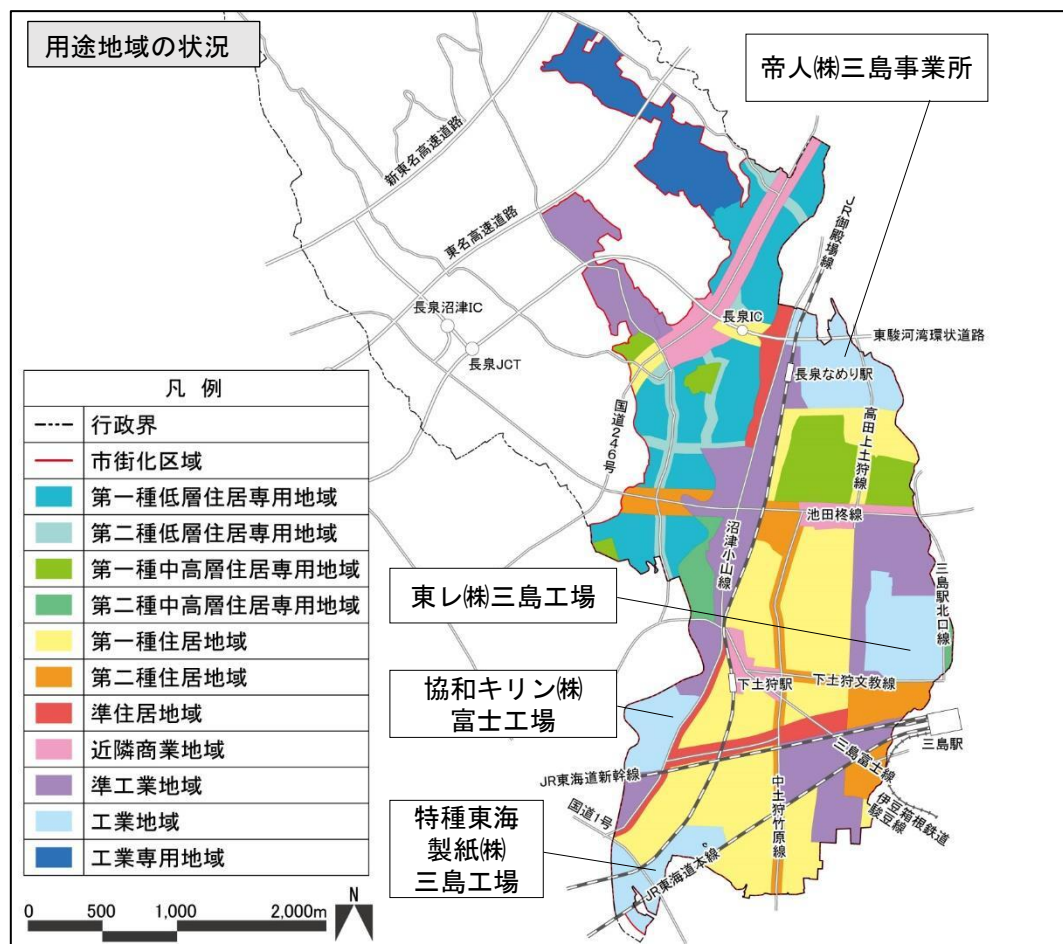 用途地域の状況
帝人㈱三島事業所
新東名高速道路
東名高速道路
JR御殿場線
長泉沼津IC
長泉JCT
長泉IC
東駿河湾環状道路
長泉なめり駅
国道246号
高田上土狩線
池田柊線
沼津小山線
三島駅北口線
東レ㈱三島工場
協和キリン㈱
富士工場
下土狩駅
下土狩文教線
三島駅
三島富士線
JR東海道新幹線
中土狩竹原線
伊豆箱根鉄道
駿豆線
国道1号
特種東海
製紙㈱
三島工場
JR東海道本線
凡例
行政界
市街化区域
第一種低層住居専用地域
第二種低層住居専用地域
第一種中高層住居専用地域
第二種中高層住居専用地域
第一種住居地域
第二種住居地域
準住居地域
近隣商業地域
準工業地域
工業地域
工業専用地域
0 500 1,000 2,000m
N